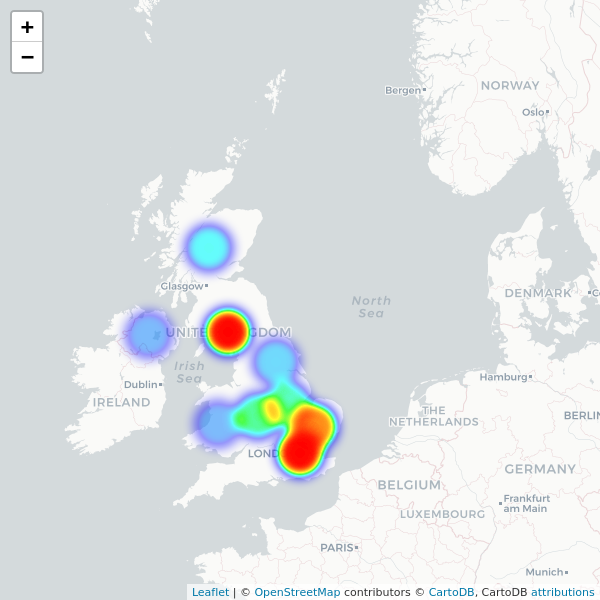 +
−
Bergen
NORWAY
Oslo
Glasgow
North
Sea
DENMARK
UNITED KINGDOM
Irish
Sea
Hamburg
Dublin
IRELAND
THE
NETHERLANDS
BERLIN
LOND
GERMANY
BELGIUM
Frankfurt
am Main
LUXEMBOURG
PARIS
Munich
Leaflet | © OpenStreetMap contributors © CartoDB, CartoDB attributions